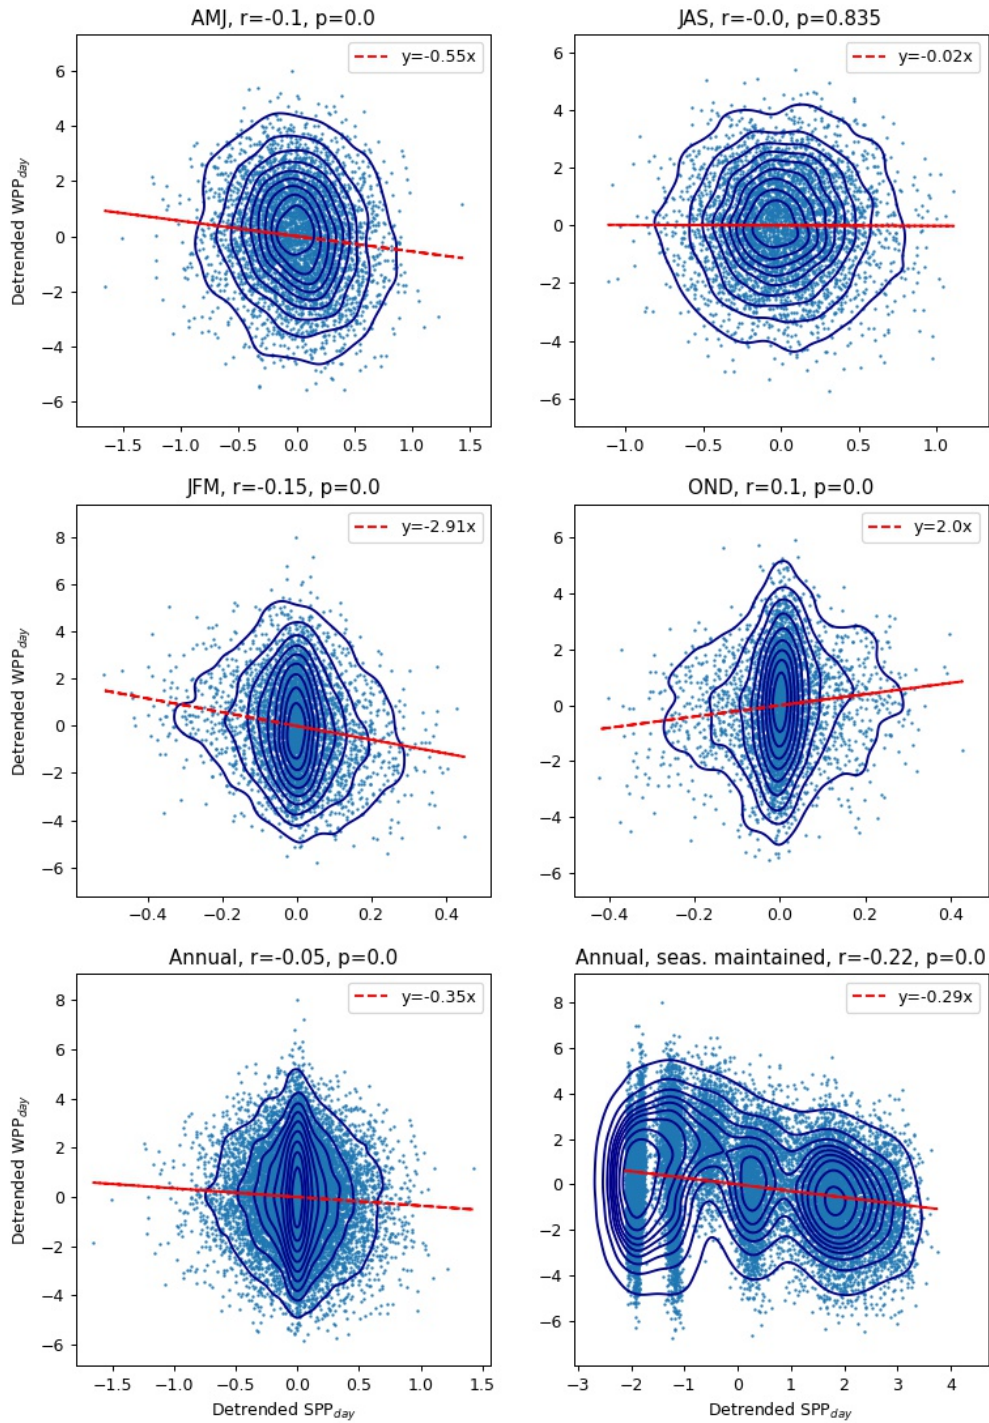 AMJ, r=-0.1, p=0.0
y=-0.55x
6
4
2
0
−2
−4
−6
Detrended WPP_day
−1.5 −1.0 −0.5 0.0 0.5 1.0 1.5
JAS, r=-0.0, p=0.835
y=-0.02x
6
4
2
0
−2
−4
−6
−1.0 −0.5 0.0 0.5 1.0
JFM, r=-0.15, p=0.0
y=-2.91x
8
6
4
2
0
−2
−4
−6
Detrended WPP_day
−0.4 −0.2 0.0 0.2 0.4
OND, r=0.1, p=0.0
y=2.0x
6
4
2
0
−2
−4
−6
−0.4 −0.2 0.0 0.2 0.4
Annual, r=-0.05, p=0.0
y=-0.35x
8
6
4
2
0
−2
−4
−6
Detrended WPP_day
−1.5 −1.0 −0.5 0.0 0.5 1.0 1.5
Detrended SPP_day
Annual, seas. maintained, r=-0.22, p=0.0
y=-0.29x
8
6
4
2
0
−2
−4
−6
−3 −2 −1 0 1 2 3 4
Detrended SPP_day